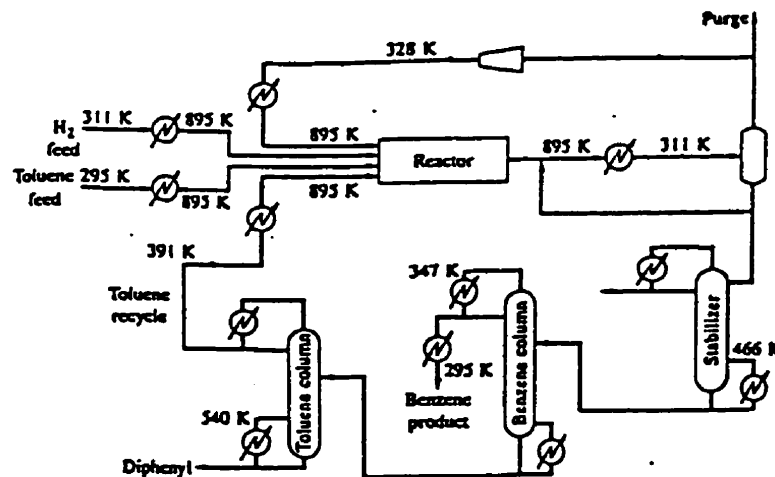 Purge
328 K
311 K
895 K
H₂
feed
895 K
Reactor
895 K
311 K
Toluene
feed
295 K
895 K
895 K
391 K
Toluene
recycle
347 K
Stabilizer
466 K
Toluene column
Benzene column
295 K
Benzene
product
540 K
Diphenyl